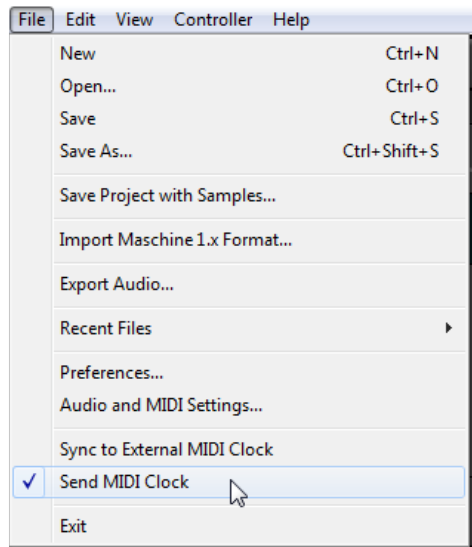 File Edit View Controller Help
New Ctrl+N
Open... Ctrl+O
Save Ctrl+S
Save As... Ctrl+Shift+S
Save Project with Samples...
Import Maschine 1.x Format...
Export Audio...
Recent Files
Preferences...
Audio and MIDI Settings...
Sync to External MIDI Clock
Send MIDI Clock
Exit